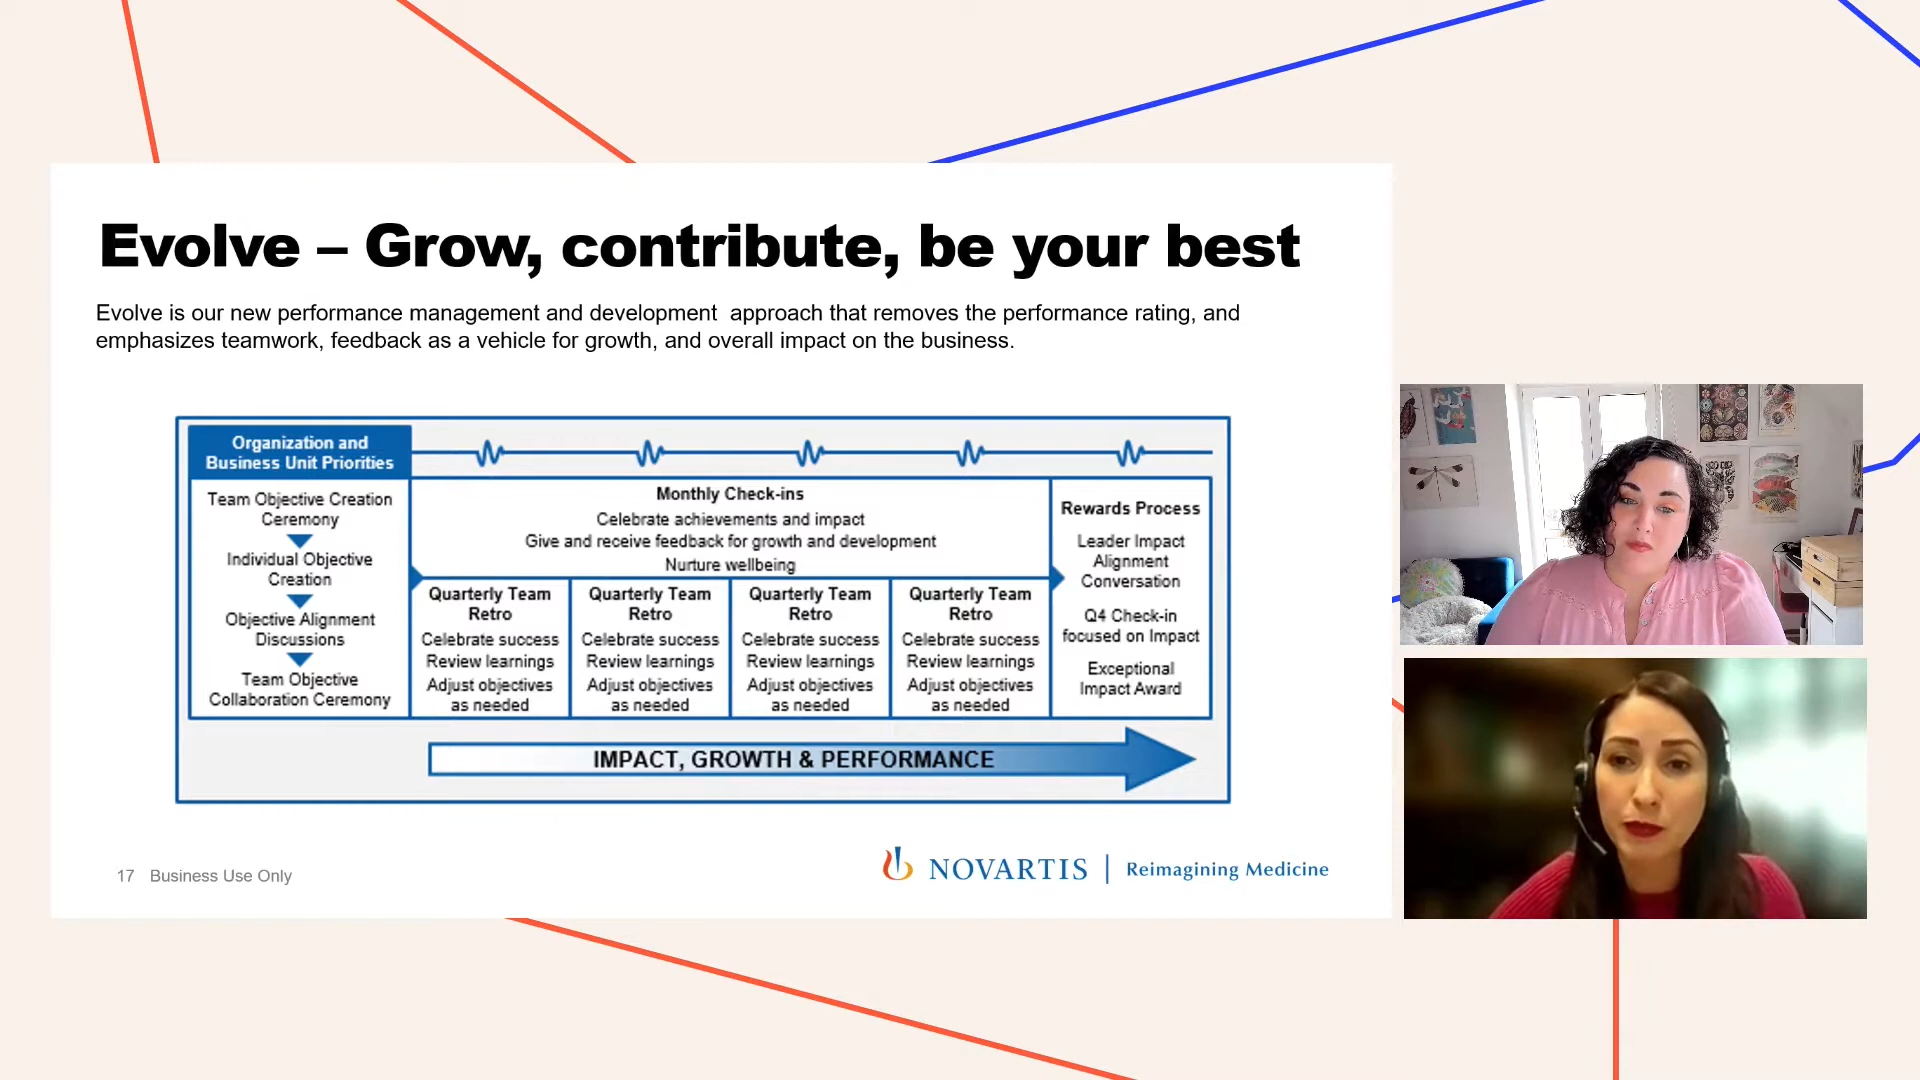 Evolve – Grow, contribute, be your best
Evolve is our new performance management and development  approach that removes the performance rating, and
emphasizes teamwork, feedback as a vehicle for growth, and overall impact on the business.
Organization and
Business Unit Priorities
Team Objective Creation
Ceremony
Individual Objective
Creation
Objective Alignment
Discussions
Team Objective
Collaboration Ceremony
Monthly Check-ins
Celebrate achievements and impact
Give and receive feedback for growth and development
Nurture wellbeing
Quarterly Team
Retro
Celebrate success
Review learnings
Adjust objectives
as needed
Quarterly Team
Retro
Celebrate success
Review learnings
Adjust objectives
as needed
Quarterly Team
Retro
Celebrate success
Review learnings
Adjust objectives
as needed
Quarterly Team
Retro
Celebrate success
Review learnings
Adjust objectives
as needed
Rewards Process
Leader Impact
Alignment
Conversation
Q4 Check-in
focused on Impact
Exceptional
Impact Award
IMPACT, GROWTH & PERFORMANCE
17 Business Use Only
NOVARTIS | Reimagining Medicine